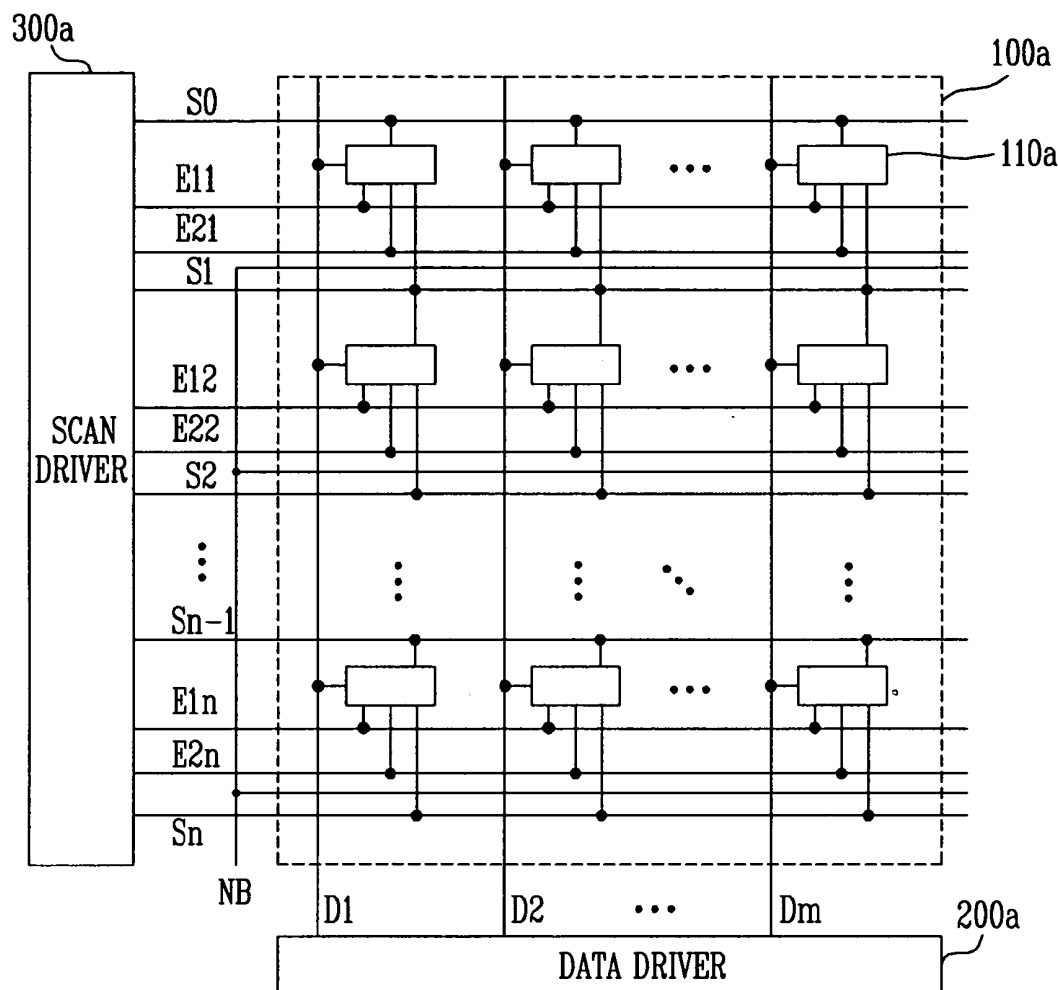 300a
100a
S0
110a
E11
E21
S1
E12
SCAN
DRIVER
E22
S2
Sn-1
E1n
E2n
Sn
NB
D1
D2
Dm
200a
DATA DRIVER